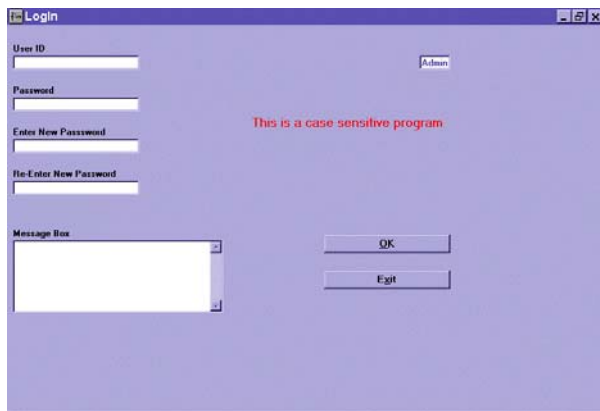 Login
User ID
Admin
Password
This is a case sensitive program
Enter New Passsword
Re-Enter New Password
Message Box
OK
Exit